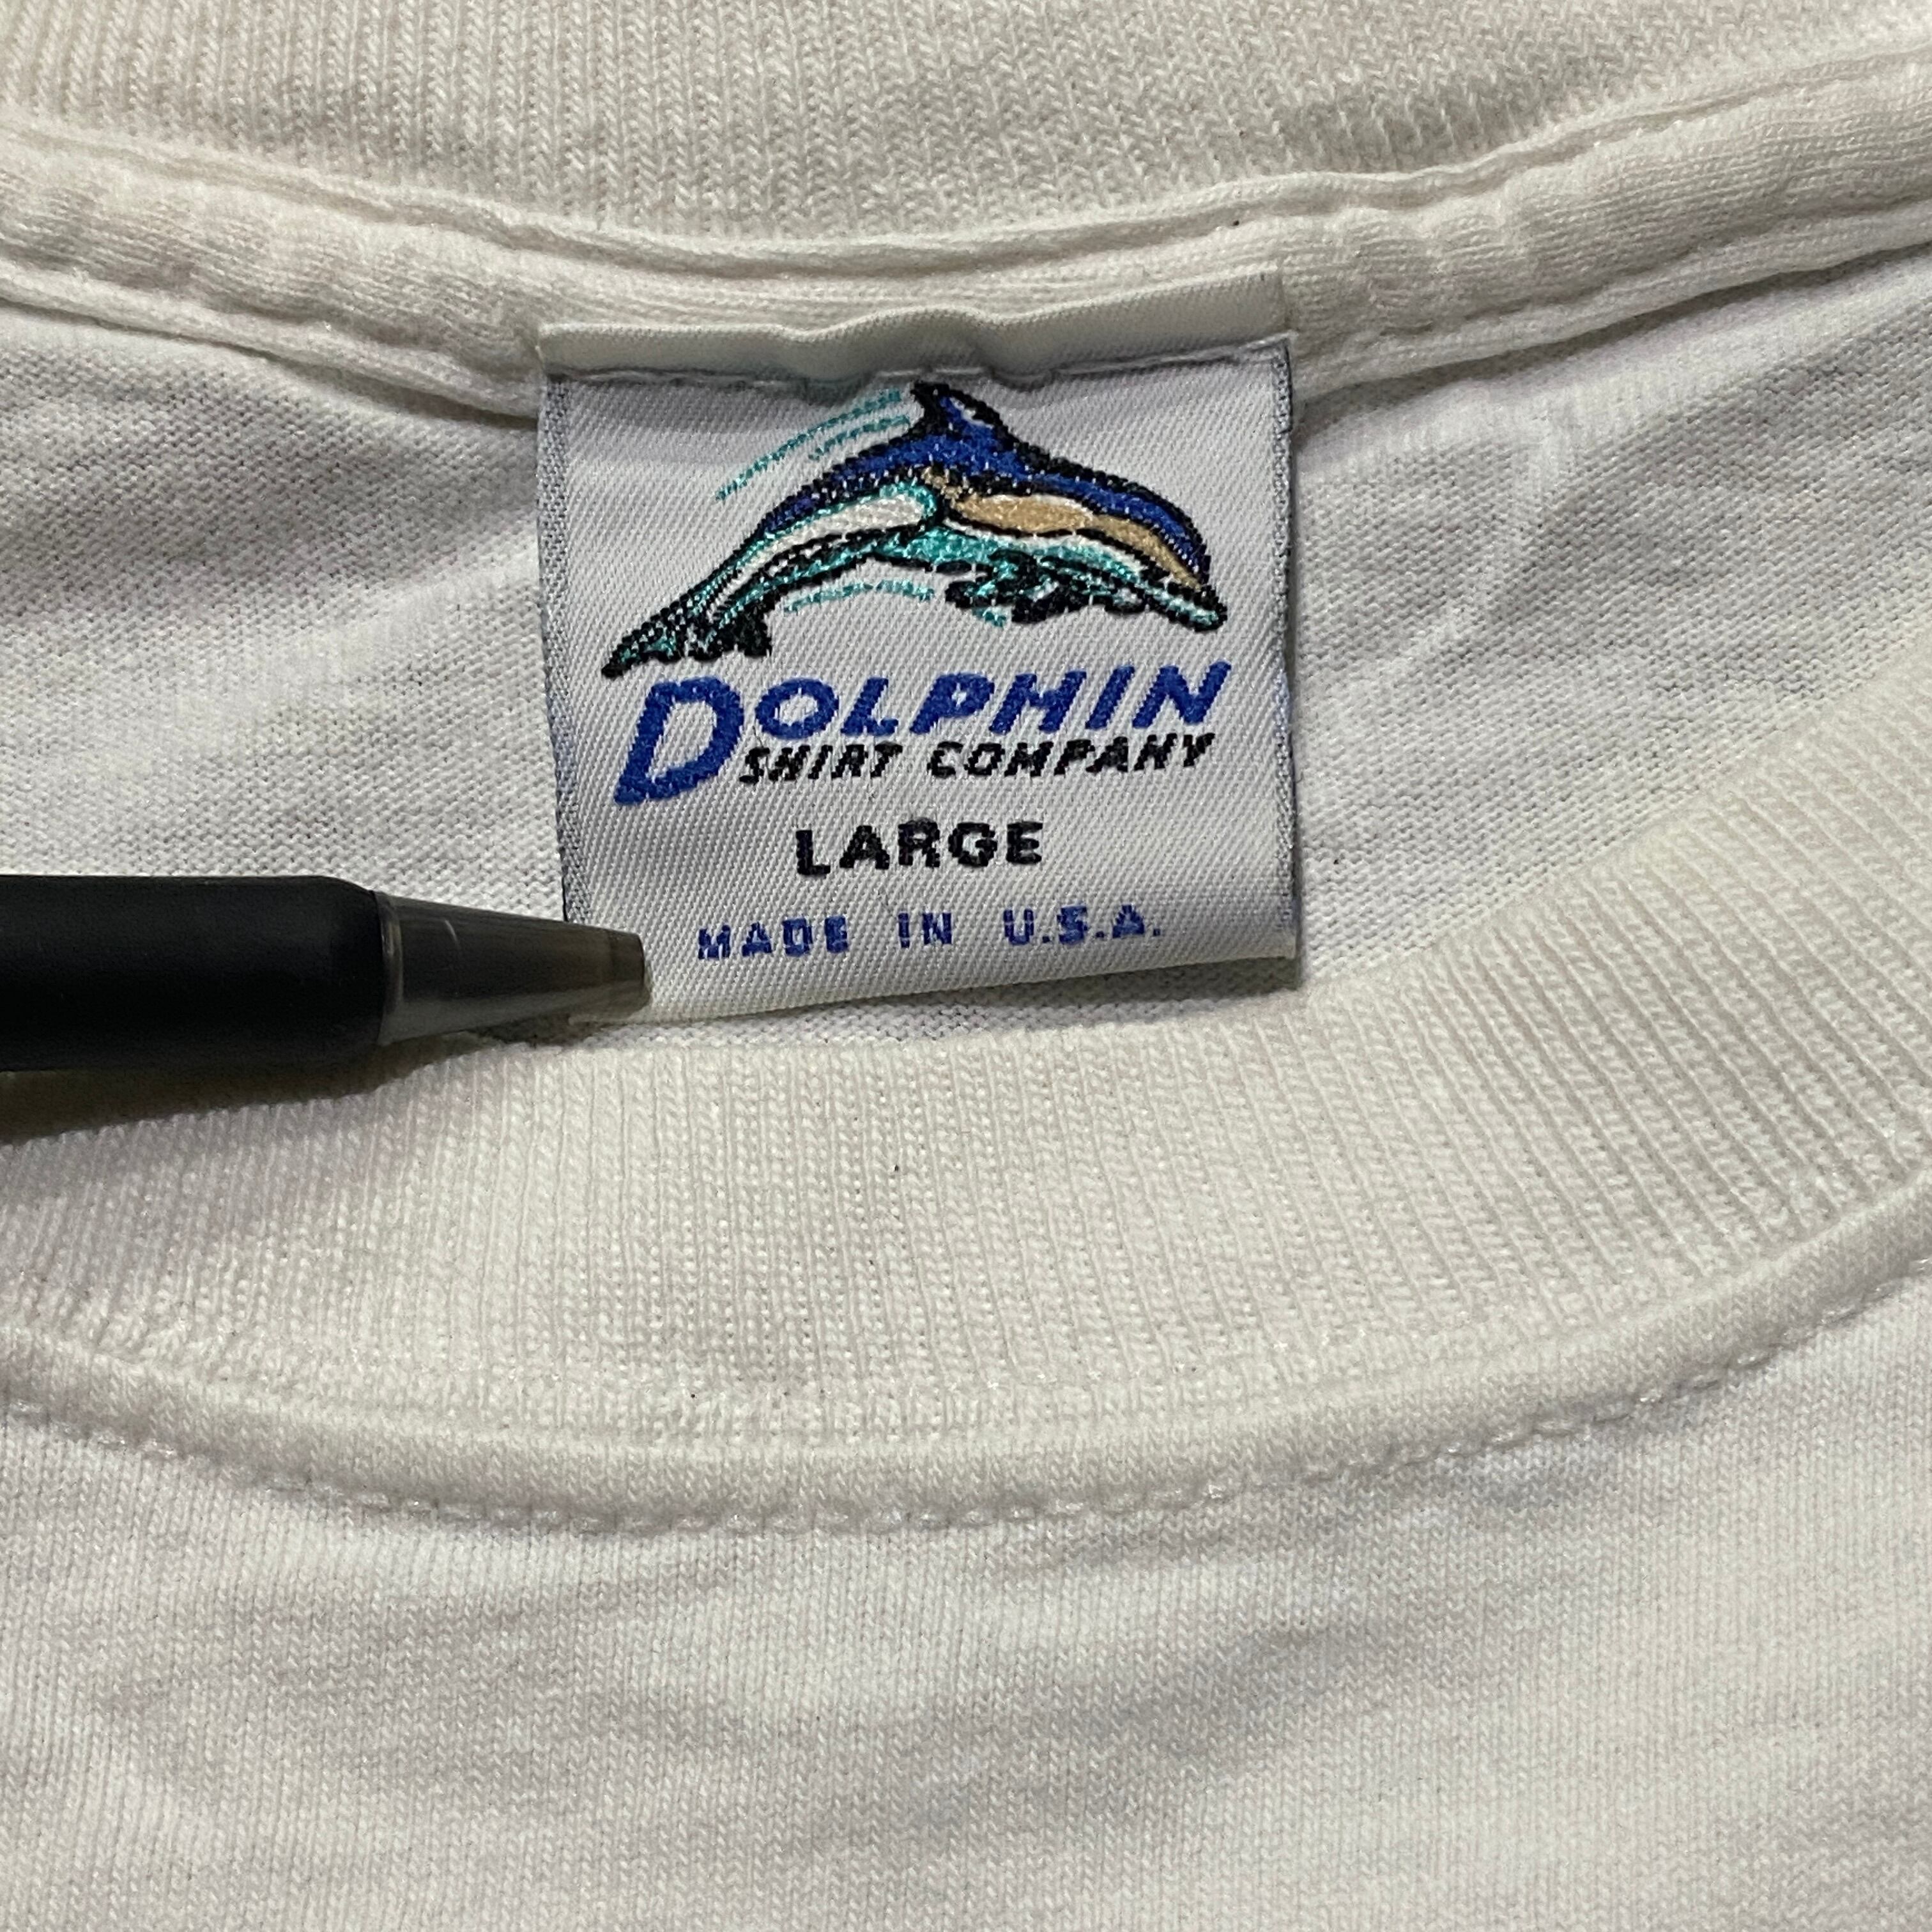 DOLPHIN
SHIRT COMPANY
LARGE
MADE IN U.S.A.